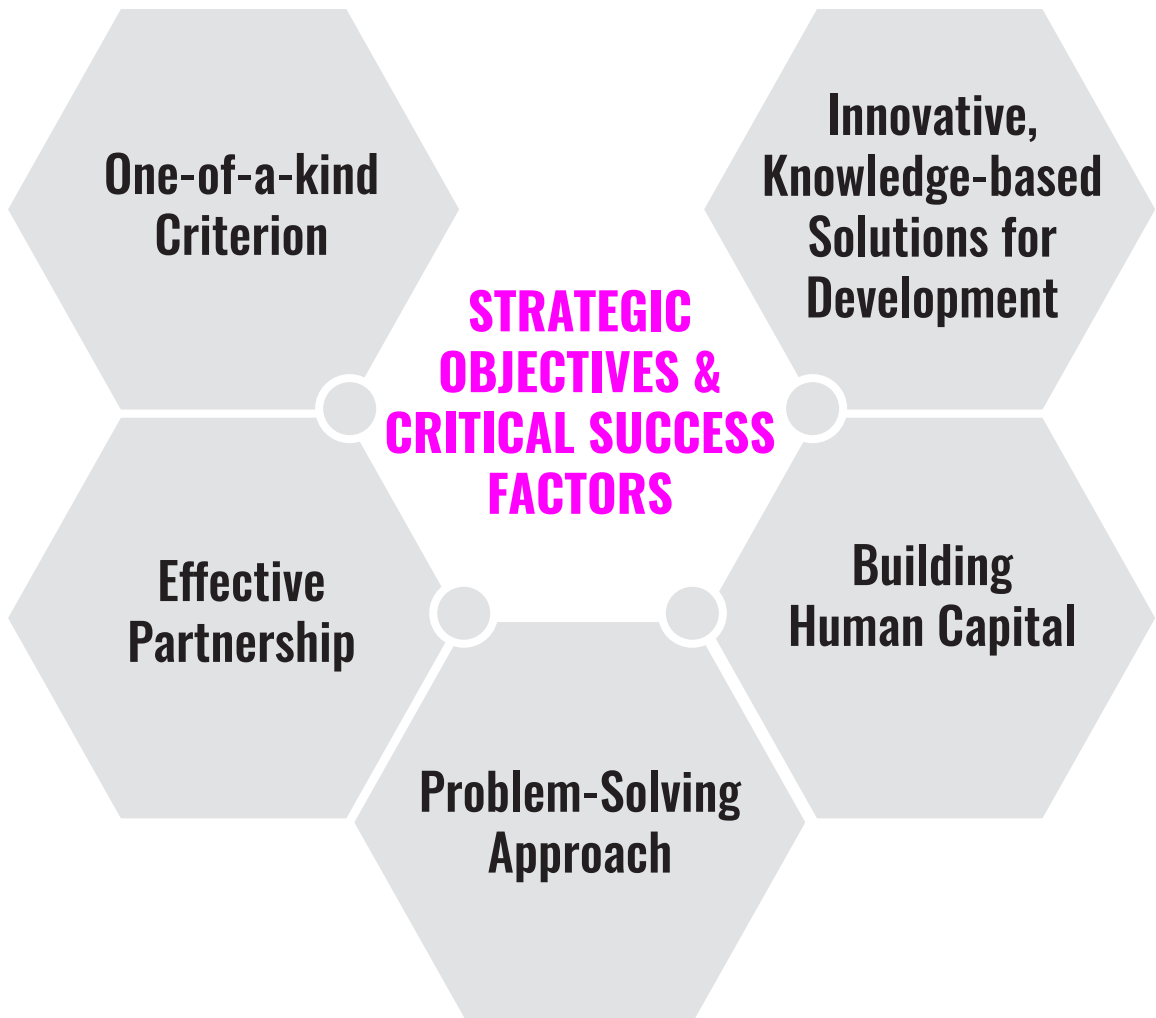 One-of-a-kind
Criterion
Innovative,
Knowledge-based
Solutions for
Development
STRATEGIC
OBJECTIVES &
CRITICAL SUCCESS
FACTORS
Effective
Partnership
Building
Human Capital
Problem-Solving
Approach